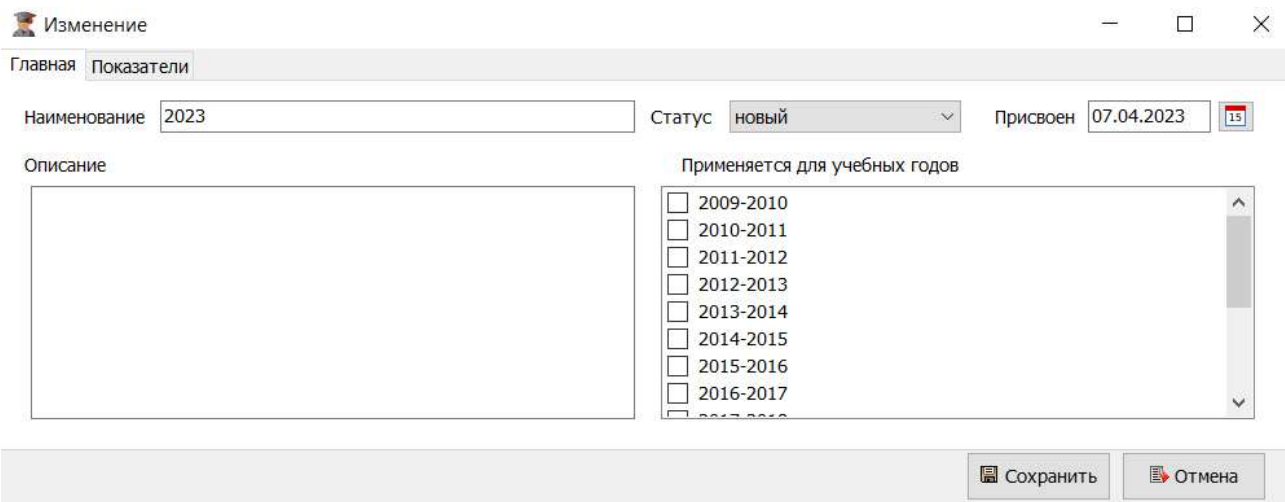 Изменение
Главная Показатели
Наименование 2023 Статус новый Присвоен 07.04.2023 15
Описание Применяется для учебных годов
2009-2010
2010-2011
2011-2012
2012-2013
2013-2014
2014-2015
2015-2016
2016-2017
Сохранить Отмена